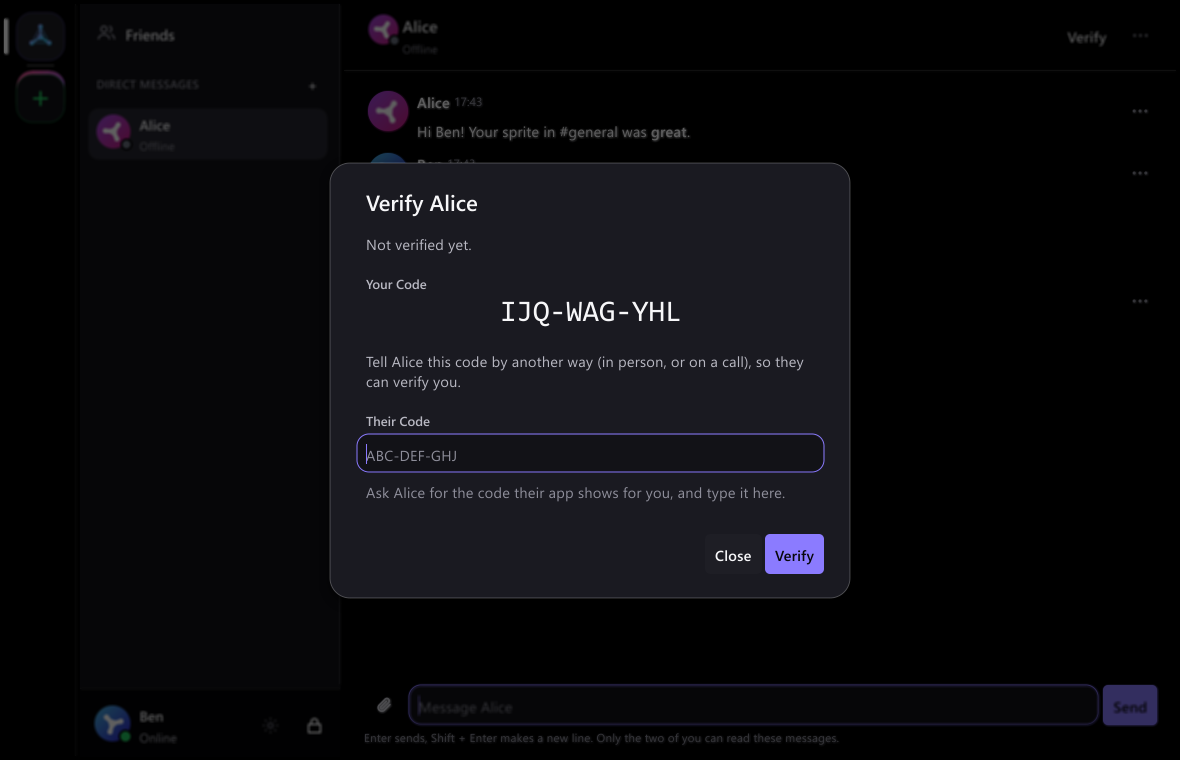 Friends
DIRECT MESSAGES
+
Alice
Offline
Ben
Online
Alice
Offline
Verify
Alice 17:43
Hi Ben! Your sprite in #general was great.
Ben 17:43
Verify Alice
Not verified yet.
Your Code
IJQ-WAG-YHL
Tell Alice this code by another way (in person, or on a call), so they
can verify you.
Their Code
ABC-DEF-GHJ
Ask Alice for the code their app shows for you, and type it here.
Close
Verify
Message Alice
Send
Enter sends, Shift + Enter makes a new line. Only the two of you can read these messages.